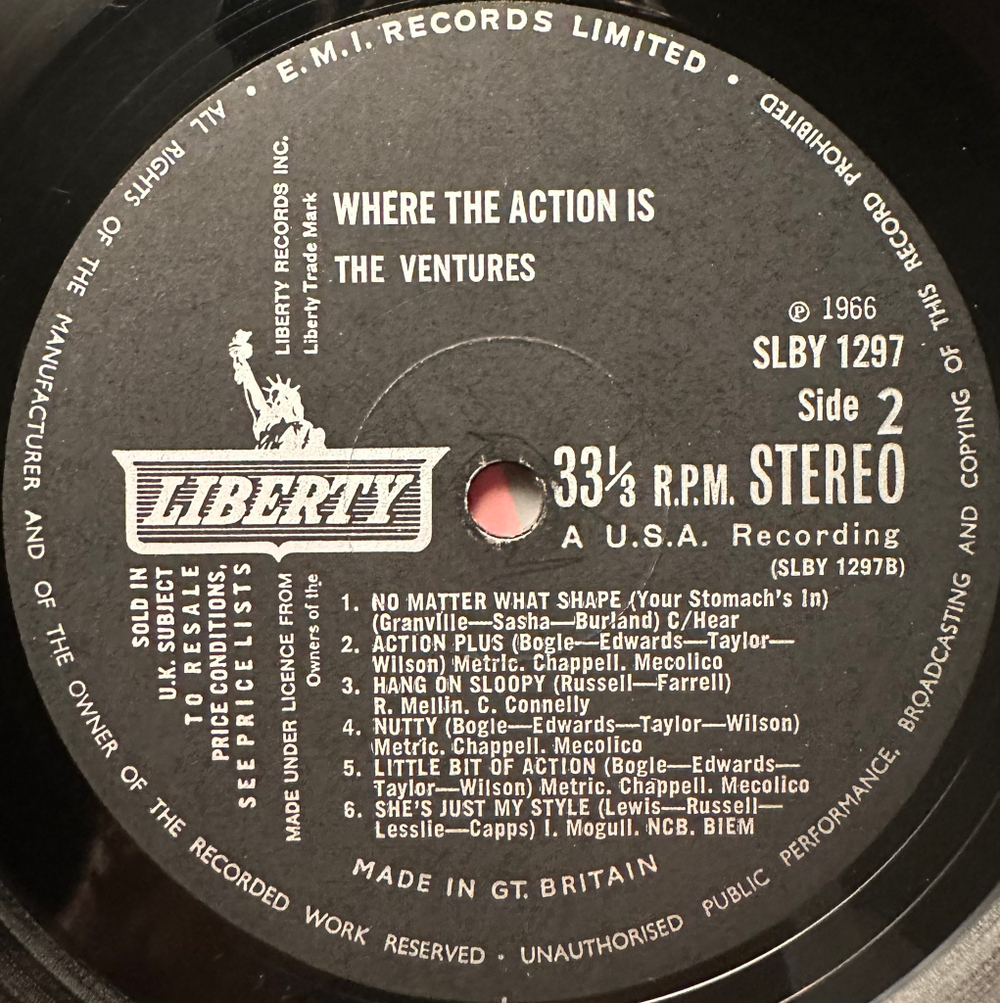 E.M.I. RECORDS LIMITED •
ALL RIGHTS OF THE MANUFACTURER AND OF THE OWNER OF THE RECORDED WORK RESERVED • UNAUTHORISED PUBLIC PERFORMANCE, BROADCASTING AND COPYING OF THIS RECORD PROHIBITED •
LIBERTY RECORDS INC.
Liberty Trade Mark
WHERE THE ACTION IS
THE VENTURES
℗ 1966
SLBY 1297
Side 2
33⅓ R.P.M. STEREO
A U.S.A. Recording
(SLBY 1297B)
LIBERTY
SOLD IN
U.K. SUBJECT
TO RESALE
PRICE CONDITIONS,
SEE PRICE LISTS
MADE UNDER LICENCE FROM
Owners of the
1. NO MATTER WHAT SHAPE (Your Stomach's In)
(Granville—Sasha—Burland) C/Hear
2. ACTION PLUS (Bogle—Edwards—Taylor—
Wilson) Metric. Chappell. Mecolico
3. HANG ON SLOOPY (Russell—Farrell)
R. Mellin. C. Connelly
4. NUTTY (Bogle—Edwards—Taylor—Wilson)
Metric. Chappell. Mecolico
5. LITTLE BIT OF ACTION (Bogle—Edwards—
Taylor—Wilson) Metric. Chappell. Mecolico
6. SHE'S JUST MY STYLE (Lewis—Russell—
Lesslie—Capps) I. Mogull. NCB. BIEM
MADE IN GT. BRITAIN